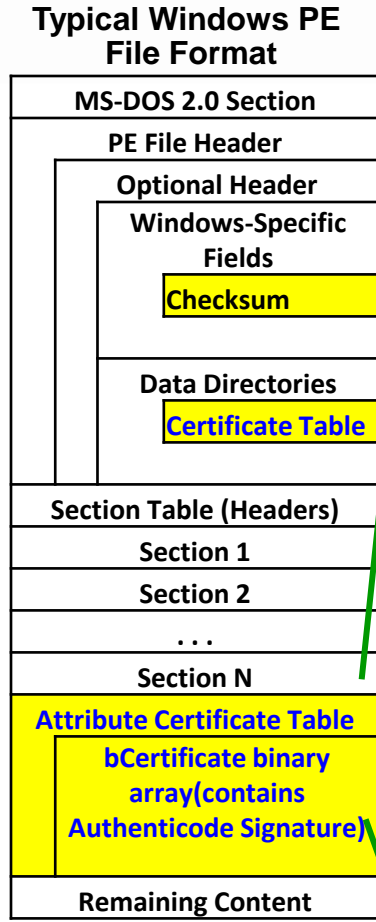 Typical Windows PE
File Format
MS-DOS 2.0 Section
PE File Header
Optional Header
Windows-Specific
Fields
Checksum
Data Directories
Certificate Table
Section Table (Headers)
Section 1
Section 2
. . .
Section N
Attribute Certificate Table
bCertificate binary
array(contains
Authenticode Signature)
Remaining Content